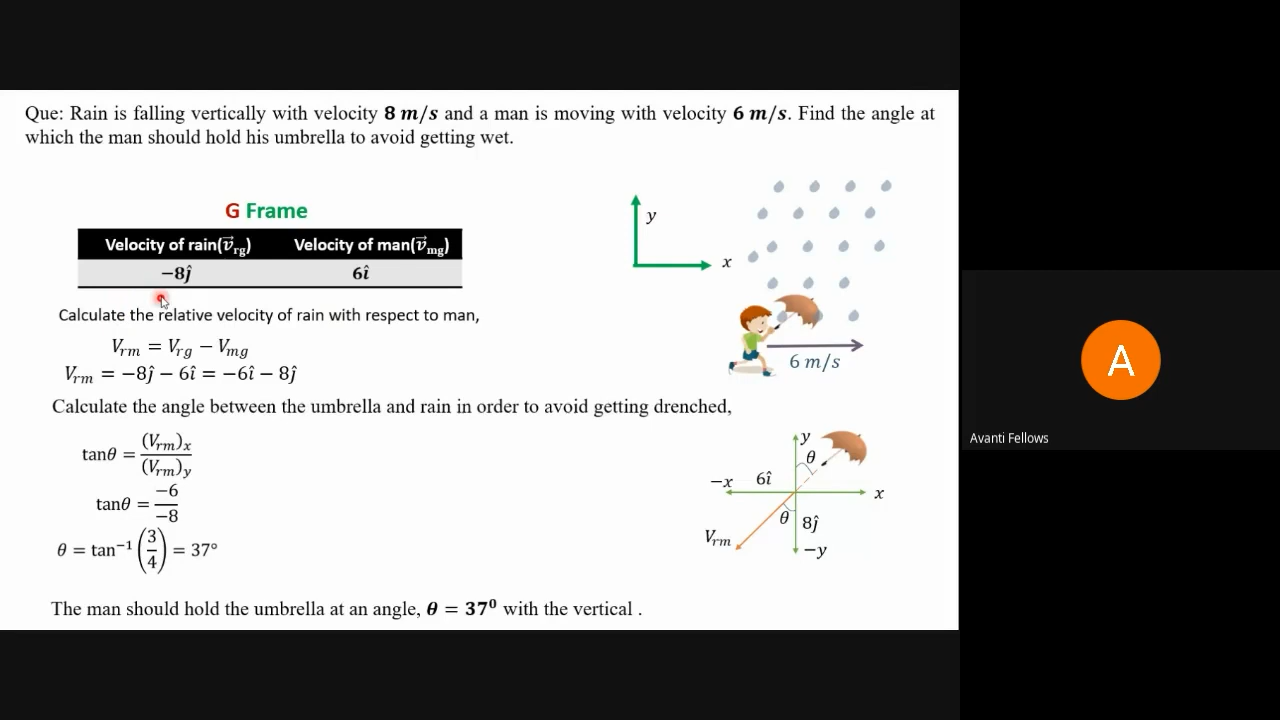 Que: Rain is falling vertically with velocity 8 m/s and a man is moving with velocity 6 m/s. Find the angle at
which the man should hold his umbrella to avoid getting wet.
G Frame
Velocity of rain(v⃗rg) Velocity of man(v⃗mg)
−8ĵ 6î
y
x
Calculate the relative velocity of rain with respect to man,
Vrm = Vrg − Vmg
Vrm = −8ĵ − 6î = −6î − 8ĵ
6 m/s
Calculate the angle between the umbrella and rain in order to avoid getting drenched,
tanθ = (Vrm)x / (Vrm)y
tanθ = −6 / −8
θ = tan⁻¹ (3/4) = 37°
y
θ
−x 6î
x
θ 8ĵ
Vrm
−y
The man should hold the umbrella at an angle, θ = 37⁰ with the vertical .
A
Avanti Fellows